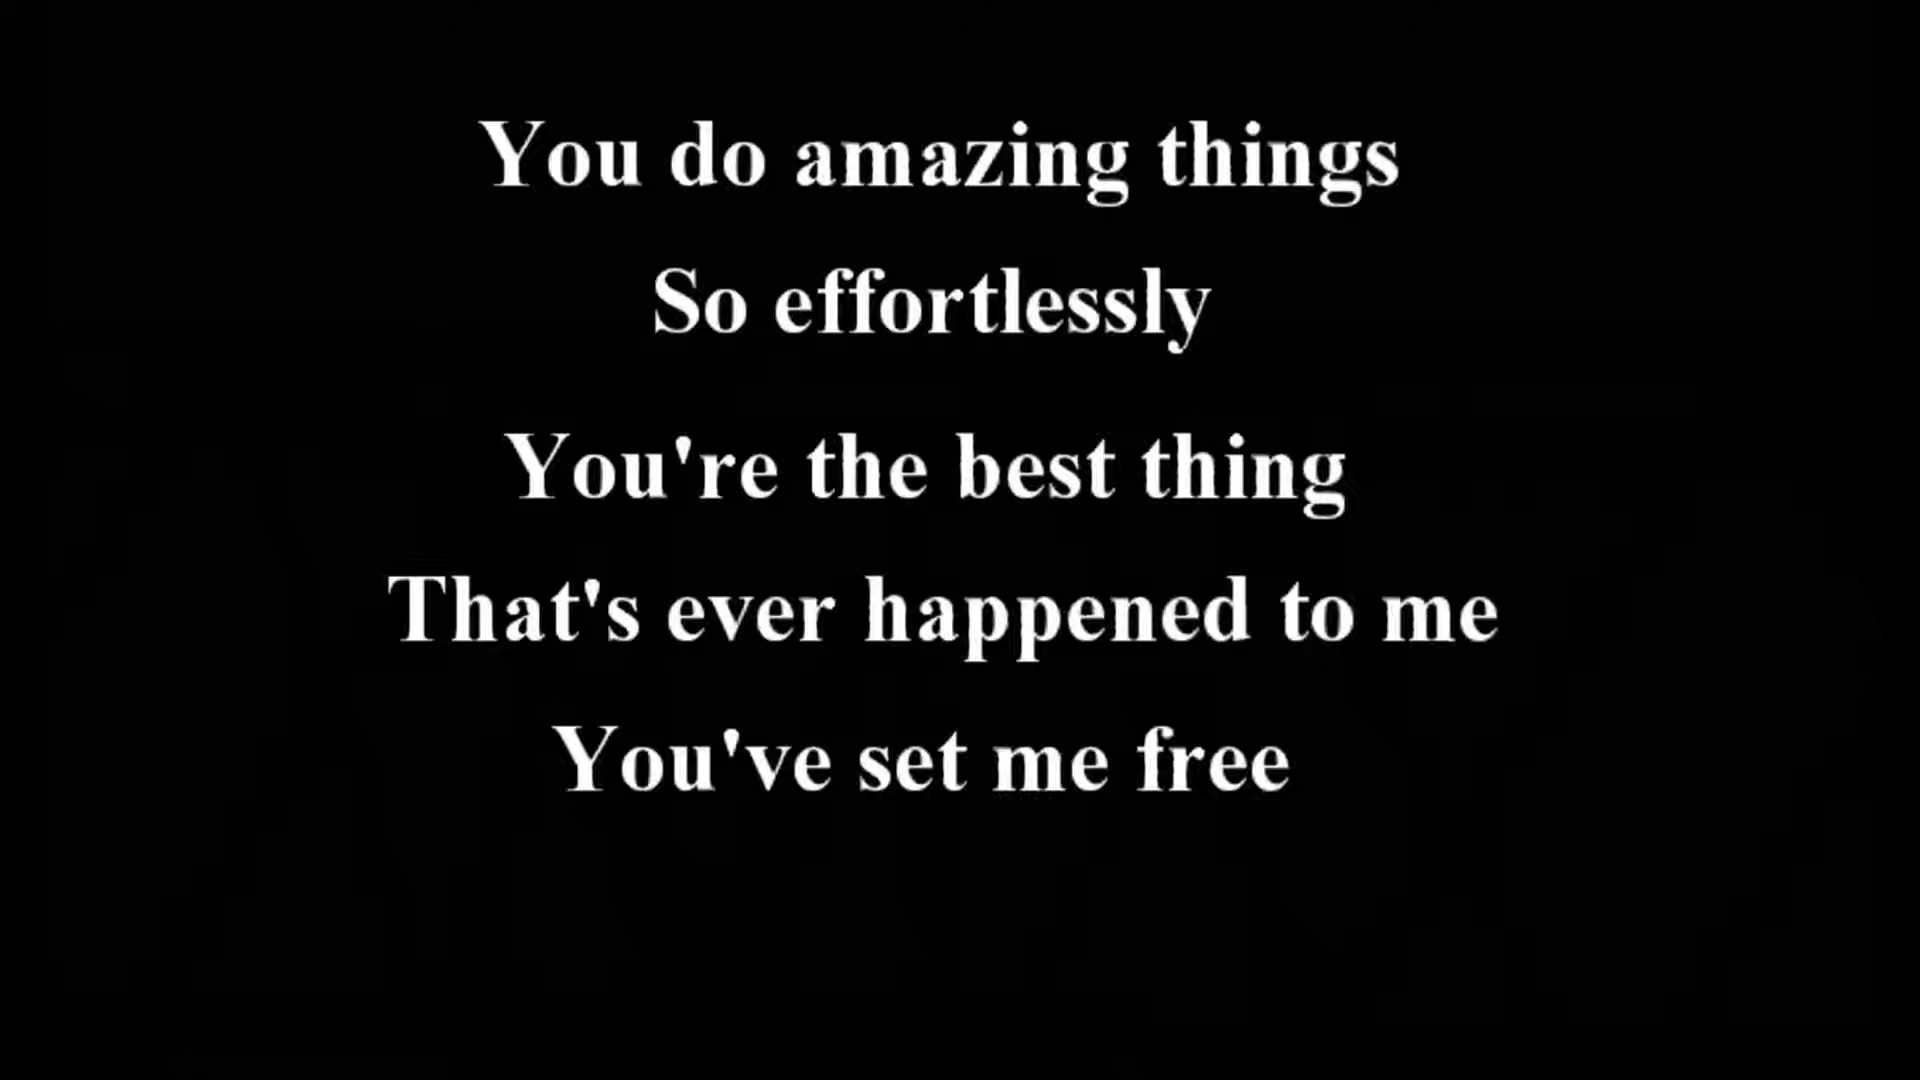 You do amazing things
So effortlessly
You're the best thing
That's ever happened to me
You've set me free